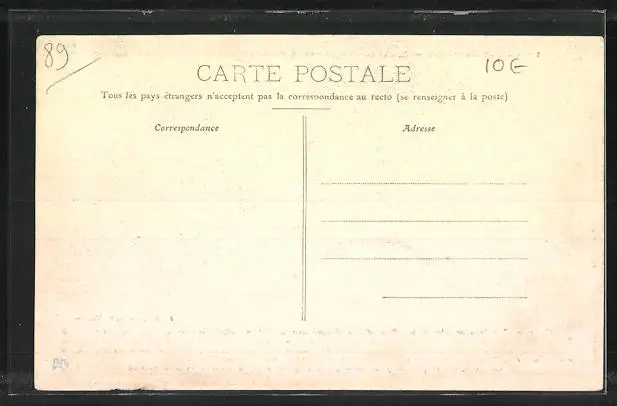 89
10€
CARTE POSTALE
Tous les pays étrangers n'acceptent pas la correspondance au recto (se renseigner à la poste)
Correspondance
Adresse